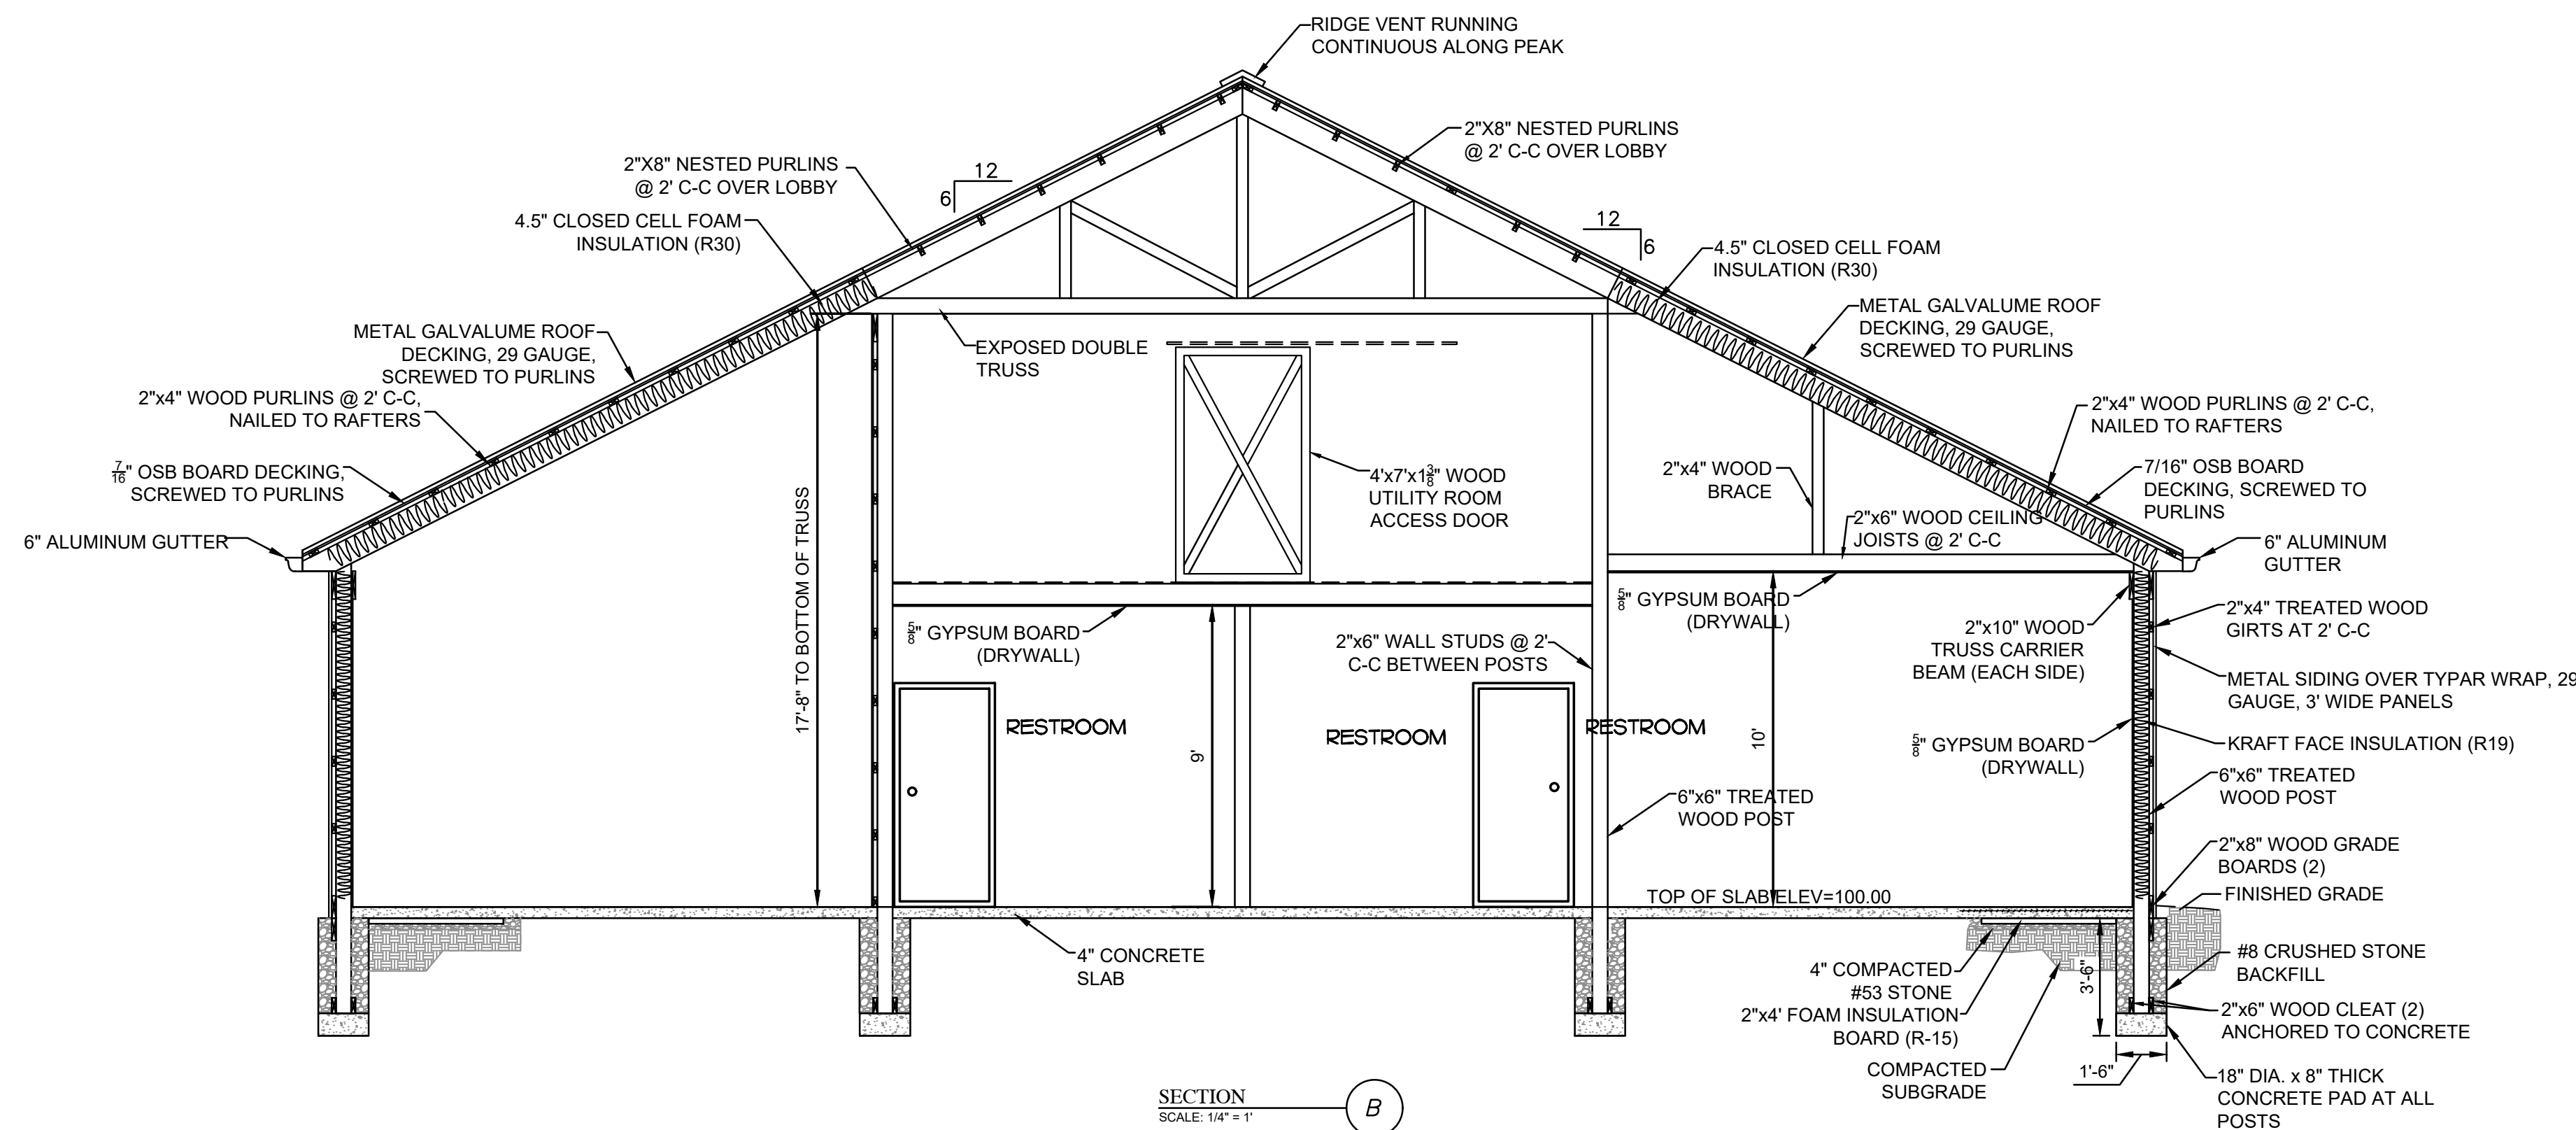 RIDGE VENT RUNNING
CONTINUOUS ALONG PEAK
2"X8" NESTED PURLINS
@ 2' C-C OVER LOBBY
2"X8" NESTED PURLINS
@ 2' C-C OVER LOBBY
12
6
12
6
4.5" CLOSED CELL FOAM
INSULATION (R30)
4.5" CLOSED CELL FOAM
INSULATION (R30)
METAL GALVALUME ROOF
DECKING, 29 GAUGE,
SCREWED TO PURLINS
METAL GALVALUME ROOF
DECKING, 29 GAUGE,
SCREWED TO PURLINS
EXPOSED DOUBLE
TRUSS
2"x4" WOOD PURLINS @ 2' C-C,
NAILED TO RAFTERS
2"x4" WOOD PURLINS @ 2' C-C,
NAILED TO RAFTERS
7/16" OSB BOARD DECKING,
SCREWED TO PURLINS
4'x7'x1 3/8" WOOD
UTILITY ROOM
ACCESS DOOR
2"x4" WOOD
BRACE
7/16" OSB BOARD
DECKING, SCREWED TO
PURLINS
2"x6" WOOD CEILING
JOISTS @ 2' C-C
6" ALUMINUM GUTTER
6" ALUMINUM
GUTTER
17'-8" TO BOTTOM OF TRUSS
5/8" GYPSUM BOARD
(DRYWALL)
2"x6" WALL STUDS @ 2'
C-C BETWEEN POSTS
5/8" GYPSUM BOARD
(DRYWALL)
2"x10" WOOD
TRUSS CARRIER
BEAM (EACH SIDE)
2"x4" TREATED WOOD
GIRTS AT 2' C-C
METAL SIDING OVER TYPAR WRAP, 29
GAUGE, 3' WIDE PANELS
RESTROOM
RESTROOM
RESTROOM
9'
10'
5/8" GYPSUM BOARD
(DRYWALL)
KRAFT FACE INSULATION (R19)
6"x6" TREATED
WOOD POST
6"x6" TREATED
WOOD POST
2"x8" WOOD GRADE
BOARDS (2)
TOP OF SLAB ELEV=100.00
FINISHED GRADE
4" CONCRETE
SLAB
4" COMPACTED
#53 STONE
2"x4' FOAM INSULATION
BOARD (R-15)
COMPACTED
SUBGRADE
3'-6"
1'-6"
#8 CRUSHED STONE
BACKFILL
2"x6" WOOD CLEAT (2)
ANCHORED TO CONCRETE
18" DIA. x 8" THICK
CONCRETE PAD AT ALL
POSTS
SECTION
SCALE: 1/4" = 1'
B